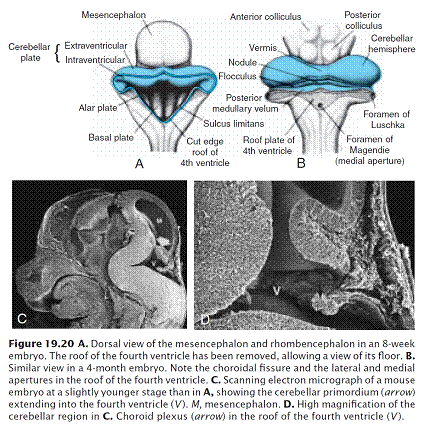 Mesencephalon
Cerebellar plate { Extraventricular
Intraventricular
Alar plate
Basal plate
Sulcus limitans
Cut edge
roof of
4th ventricle
A
Anterior colliculus
Posterior
colliculus
Vermis
Cerebellar
hemisphere
Nodule
Flocculus
Posterior
medullary velum
Foramen of
Luschka
Roof plate of
4th ventricle
Foramen of
Magendie
(medial aperture)
B
M
C
V
D
Figure 19.20 A. Dorsal view of the mesencephalon and rhombencephalon in an 8-week
embryo. The roof of the fourth ventricle has been removed, allowing a view of its floor. B.
Similar view in a 4-month embryo. Note the choroidal fissure and the lateral and medial
apertures in the roof of the fourth ventricle. C. Scanning electron micrograph of a mouse
embryo at a slightly younger stage than in A, showing the cerebellar primordium (arrow)
extending into the fourth ventricle (V). M, mesencephalon. D. High magnification of the
cerebellar region in C. Choroid plexus (arrow) in the roof of the fourth ventricle (V).